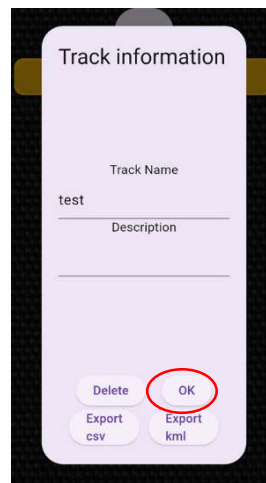 Track information
Track Name
test
Description
Delete OK
Export Export
csv kml